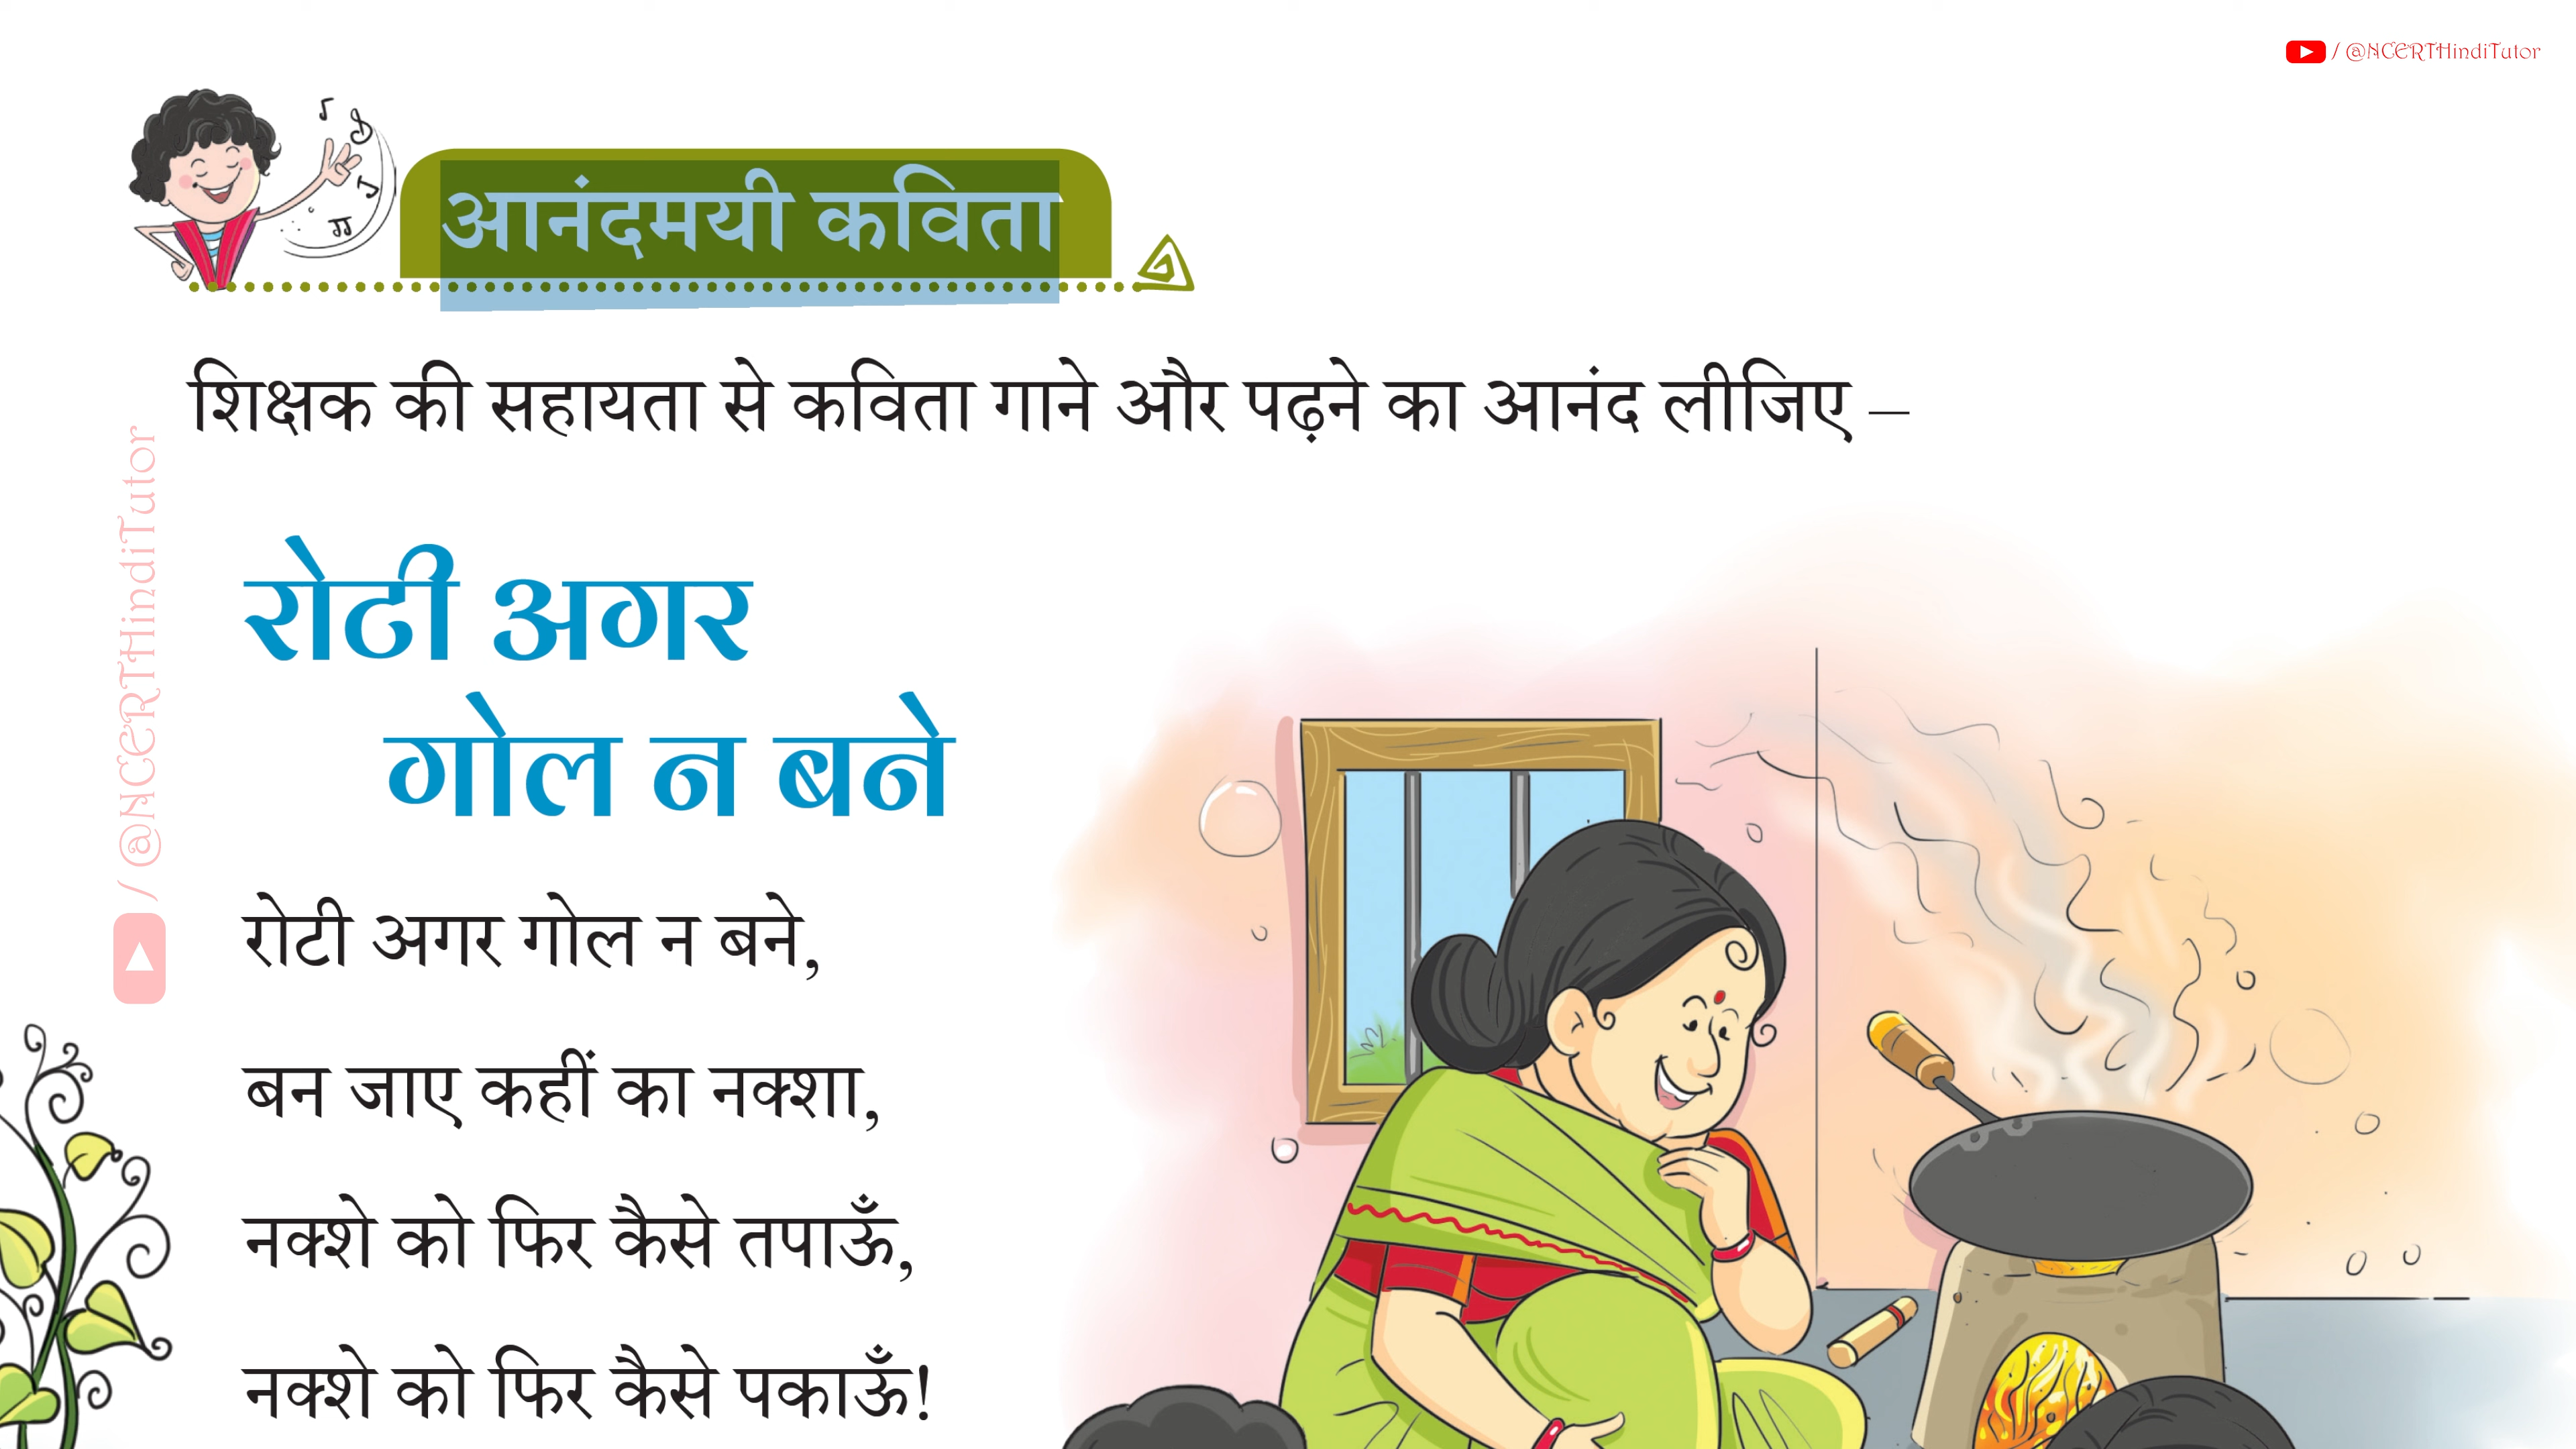 / @NCERTHindiTutor
आनंदमयी कविता
शिक्षक की सहायता से कविता गाने और पढ़ने का आनंद लीजिए –
/ @NCERTHindiTutor
रोटी अगर
गोल न बने
रोटी अगर गोल न बने,
बन जाए कहीं का नक्शा,
नक्शे को फिर कैसे तपाऊँ,
नक्शे को फिर कैसे पकाऊँ!